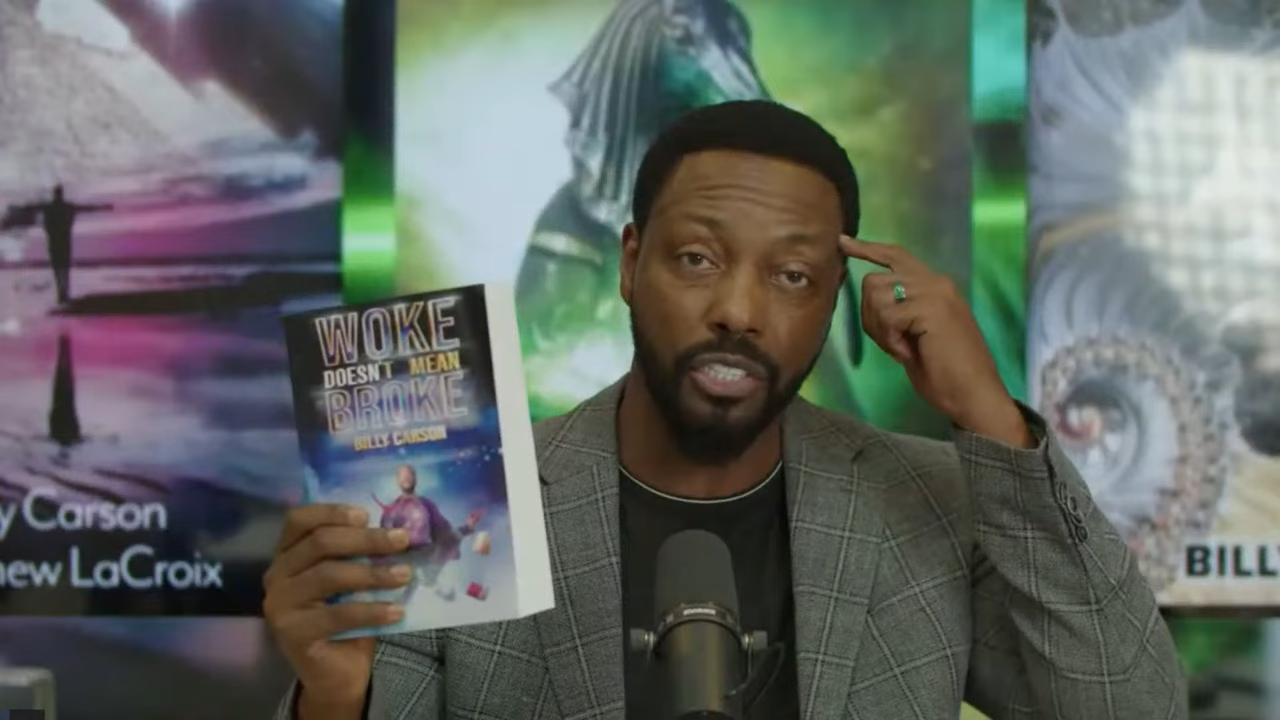 WOKE
DOESN'T MEAN
BROKE
BILLY CARSON
y Carson
hew LaCroix
BILLY